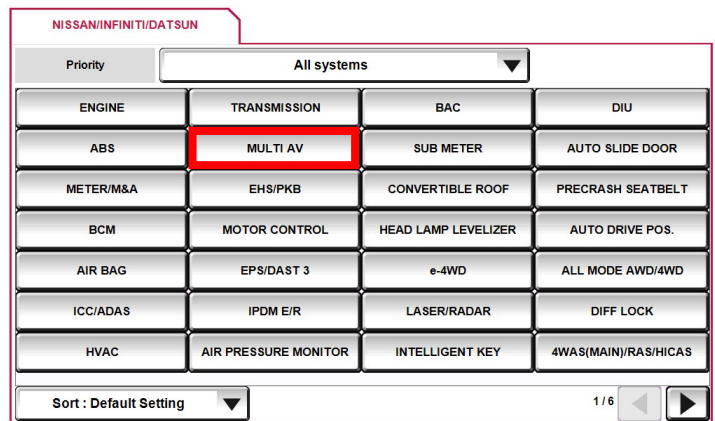 NISSAN/INFINITI/DATSUN
Priority All systems
ENGINE TRANSMISSION BAC DIU
ABS MULTI AV SUB METER AUTO SLIDE DOOR
METER/M&A EHS/PKB CONVERTIBLE ROOF PRECRASH SEATBELT
BCM MOTOR CONTROL HEAD LAMP LEVELIZER AUTO DRIVE POS.
AIR BAG EPS/DAST 3 e-4WD ALL MODE AWD/4WD
ICC/ADAS IPDM E/R LASER/RADAR DIFF LOCK
HVAC AIR PRESSURE MONITOR INTELLIGENT KEY 4WAS(MAIN)/RAS/HICAS
Sort : Default Setting 1 / 6